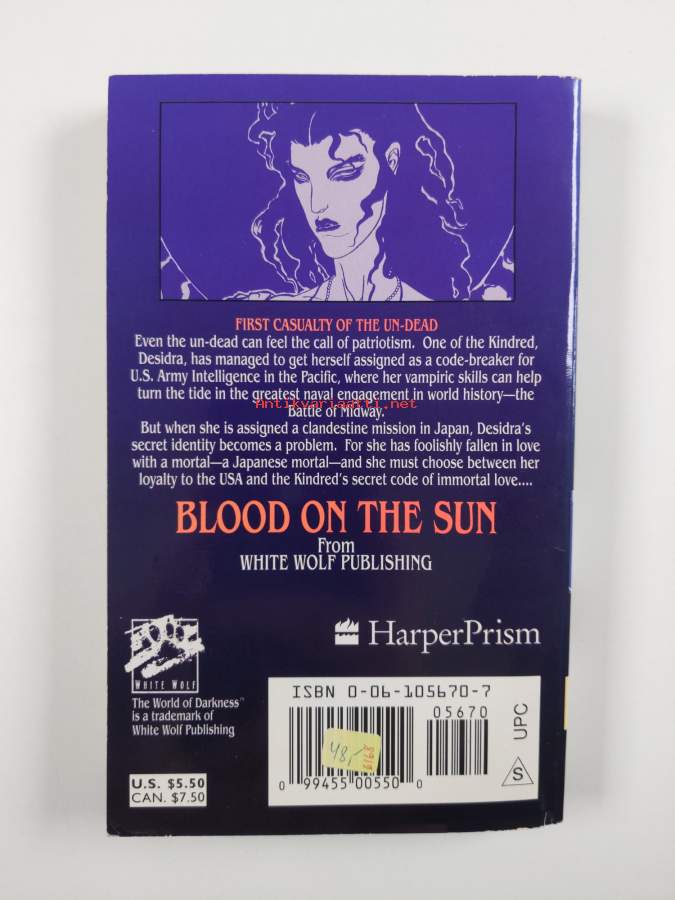 FIRST CASUALTY OF THE UN-DEAD
Even the un-dead can feel the call of patriotism. One of the Kindred,
Desidra, has managed to get herself assigned as a code-breaker for
U.S. Army Intelligence in the Pacific, where her vampiric skills can help
turn the tide in the greatest naval engagement in world history—the
Antikvariaatti.net
Battle of Midway.
But when she is assigned a clandestine mission in Japan, Desidra's
secret identity becomes a problem. For she has foolishly fallen in love
with a mortal—a Japanese mortal—and she must choose between her
loyalty to the USA and the Kindred's secret code of immortal love....
BLOOD ON THE SUN
From
WHITE WOLF PUBLISHING
WHITE WOLF
The World of Darkness™
is a trademark of
White Wolf Publishing
HarperPrism
ISBN 0-06-105670-7
05670
48,-
0 99455 00550 0
UPC
S
U.S. $5.50
CAN. $7.50